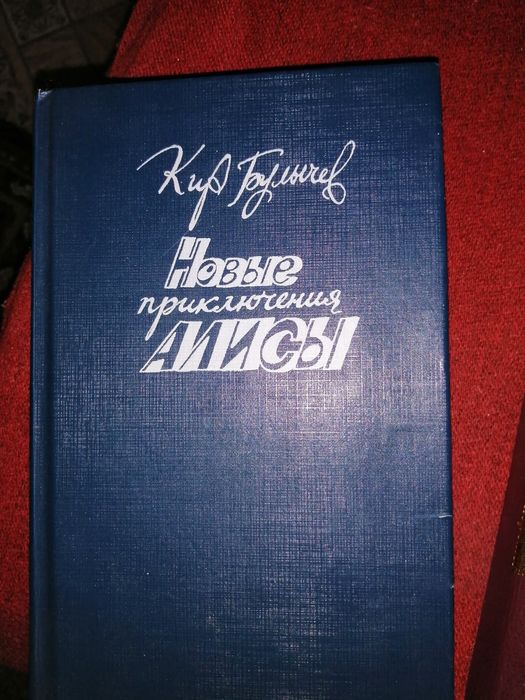 Кир Булычев
Новые
приключения
АЛИСЫ